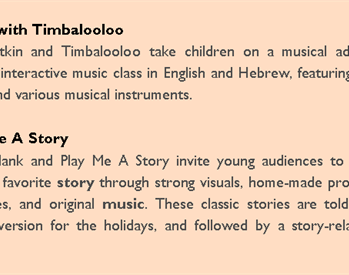 with Timbalooloo
tkin and Timbalooloo take children on a musical ad
interactive music class in English and Hebrew, featuring
nd various musical instruments.
e A Story
lank and Play Me A Story invite young audiences to
favorite story through strong visuals, home-made pro
es, and original music. These classic stories are told
version for the holidays, and followed by a story-rela